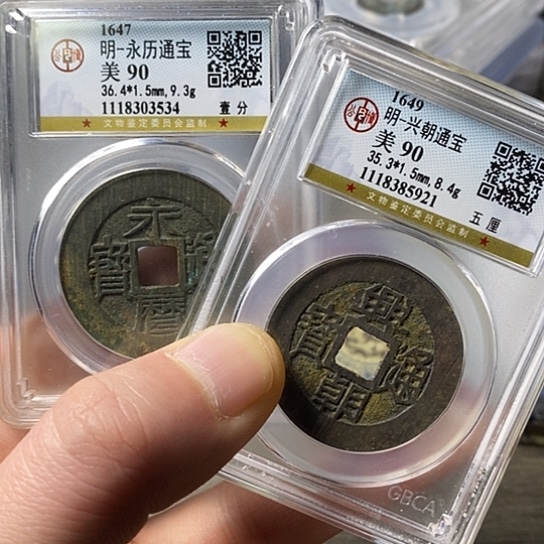 1647
明-永历通宝
美 90
36.4*1.5mm, 9.3g
1118303534 壹 分
★ 文物鉴定委员会监制 ★
永
寶
曆
1649
明-兴朝通宝
美 90
35.3*1.5mm, 8.4g
1118385921 五 厘
★ 文物鉴定委员会监制 ★
興
寶 通
朝
GBCA